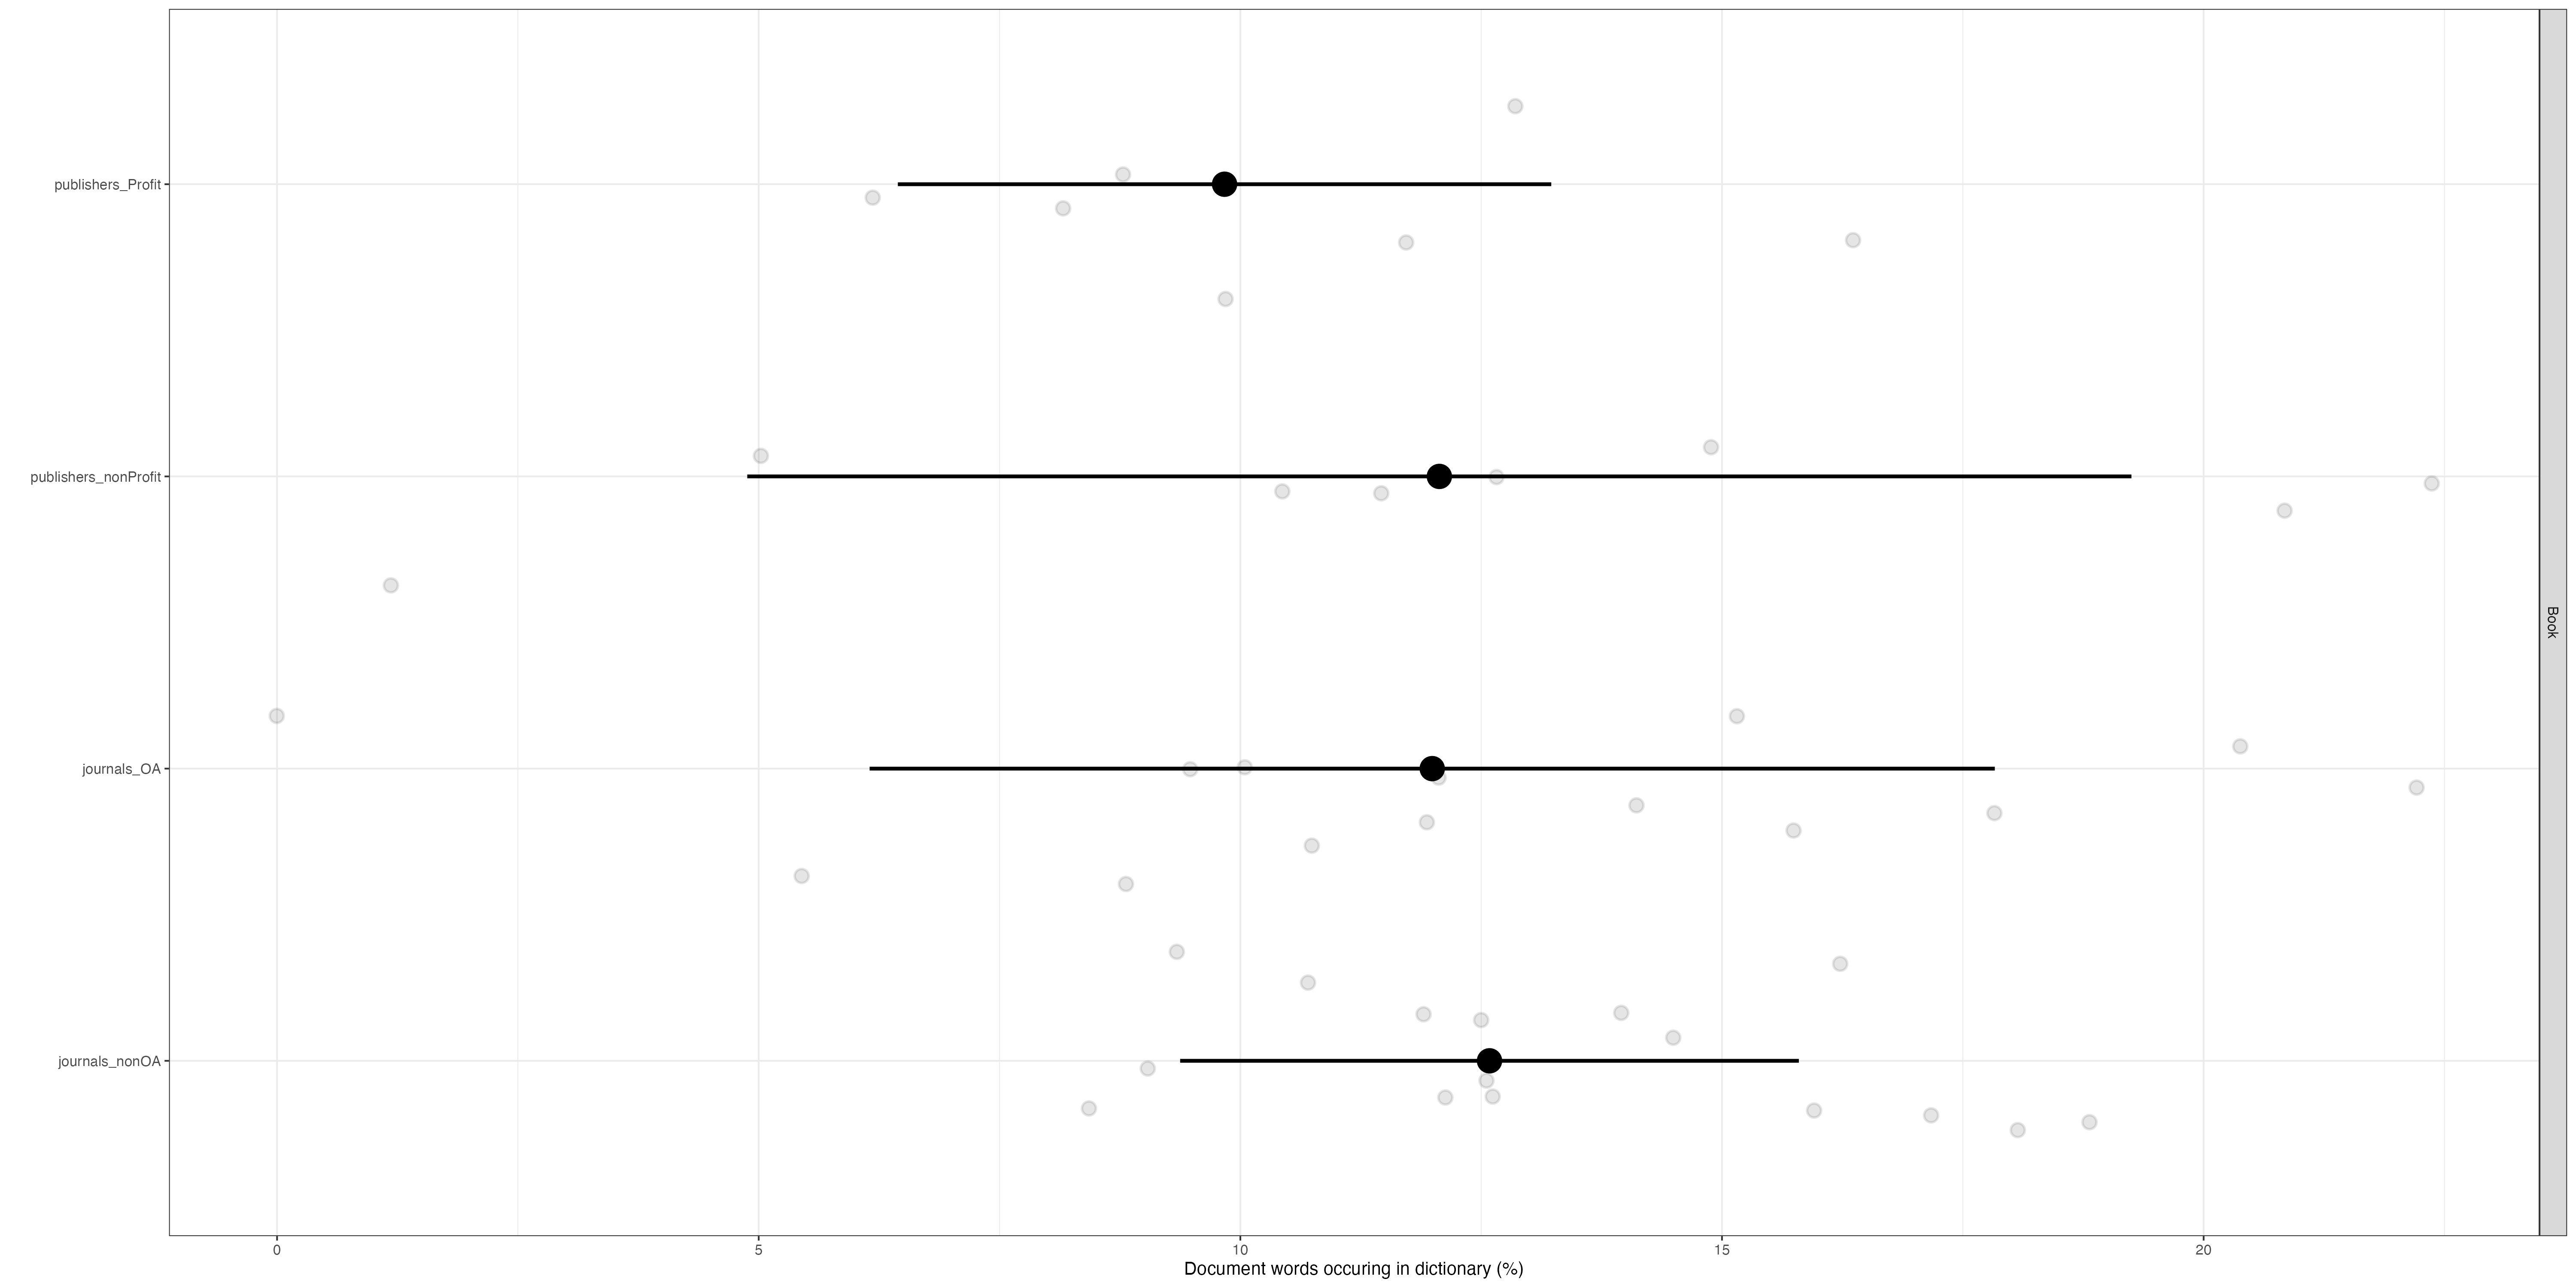 publishers_Profit
publishers_nonProfit
journals_OA
journals_nonOA
Book
0 5 10 15 20
Document words occuring in dictionary (%)